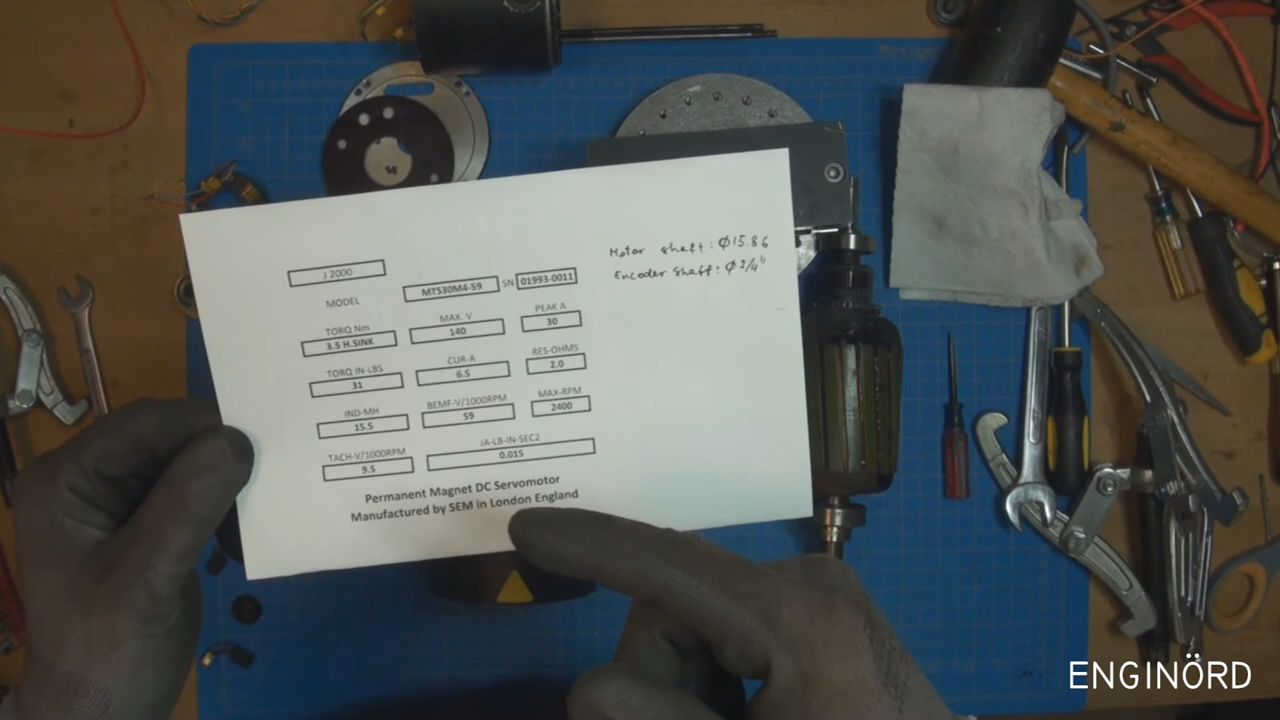 J 2000
MODEL
MT530M4-59
SN
01993-0011
TORQ Nm
3.5 H.SINK
MAX. V
140
PEAK A
30
TORQ IN-LBS
31
CUR-A
6.5
RES-OHMS
2.0
IND-MH
15.5
BEMF-V/1000RPM
59
MAX-RPM
2400
TACH-V/1000RPM
9.5
JA-LB-IN-SEC2
0.015
Permanent Magnet DC Servomotor
Manufactured by SEM in London England
Motor shaft: Ø15.86
Encoder shaft: Ø 2/4"
ENGINÖRD